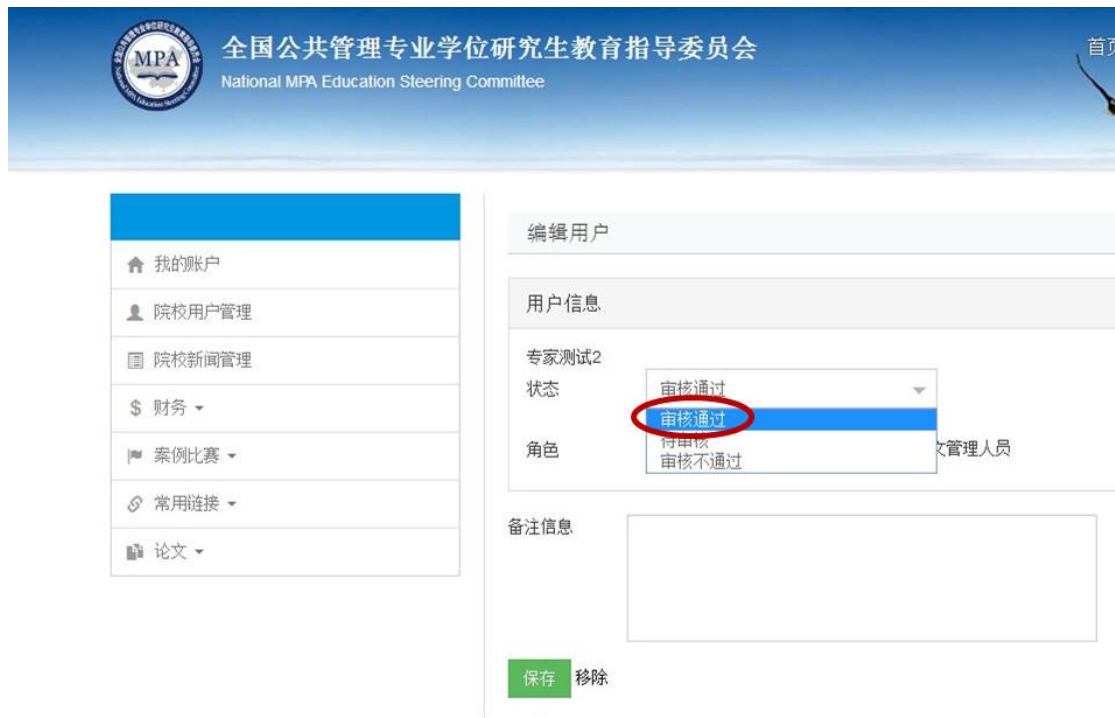 全国公共管理专业学位研究生教育指导委员会
National MPA Education Steering Committee
MPA
首页
编辑用户
我的账户
院校用户管理
院校新闻管理
$ 财务
案例比赛
常用链接
论文
用户信息
专家测试2
状态
审核通过
审核通过
待审核
审核不通过
角色
文管理人员
备注信息
保存 移除